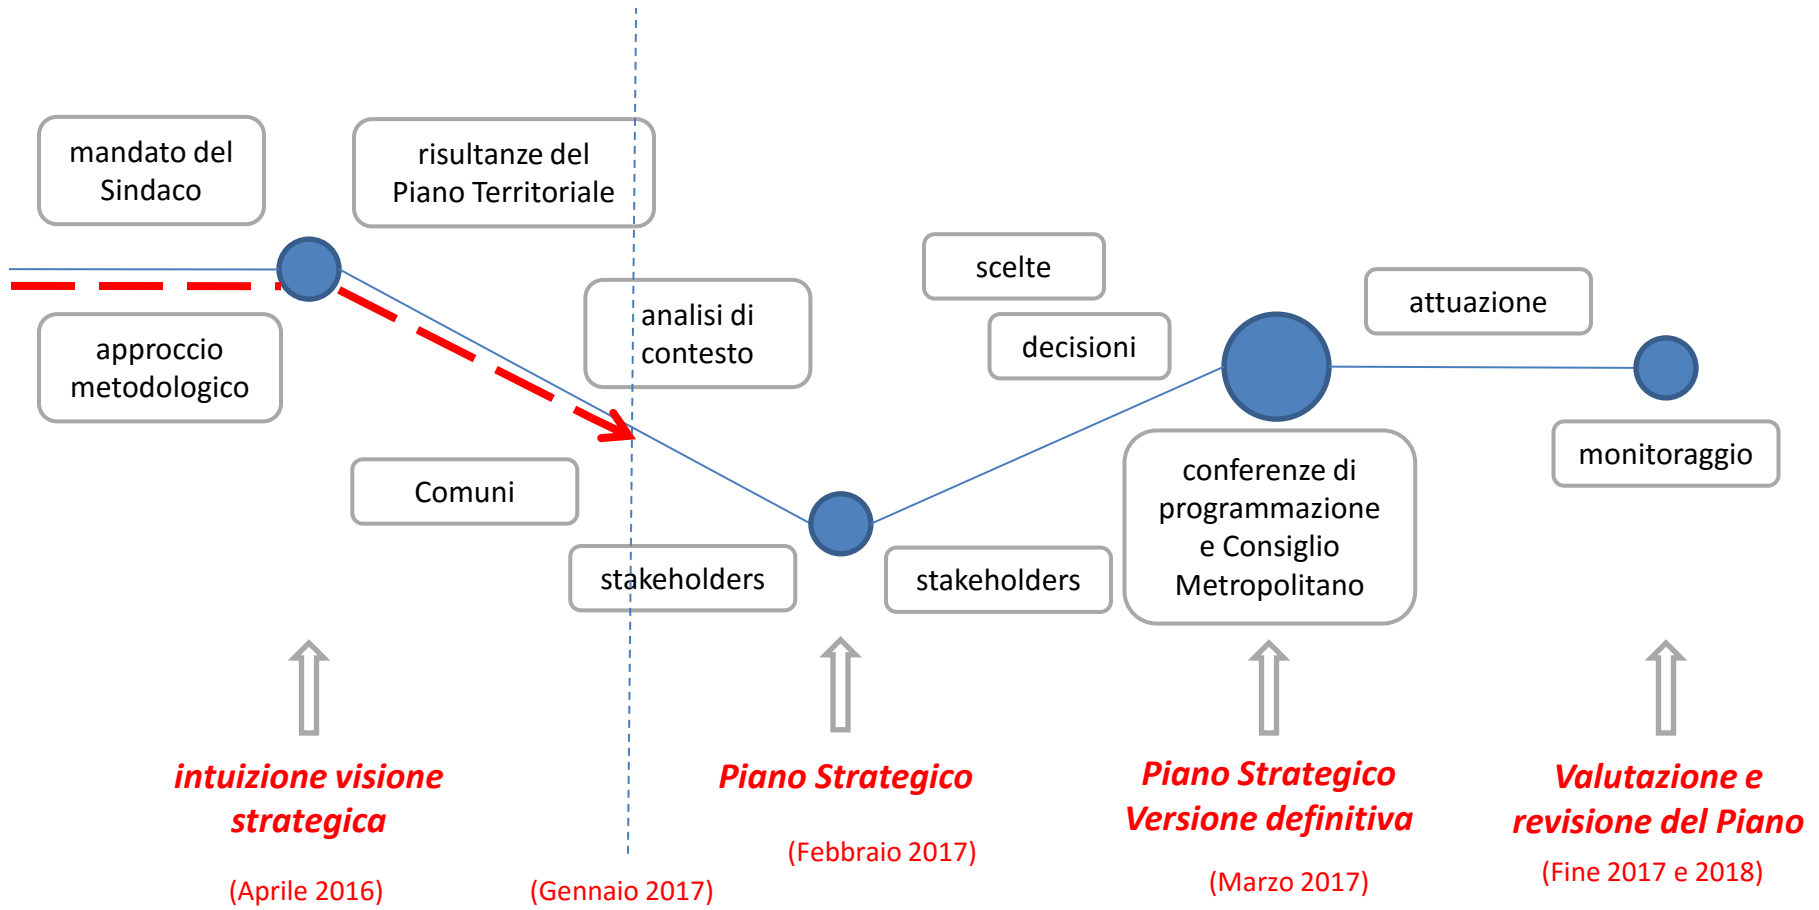 mandato del
Sindaco
risultanze del
Piano Territoriale
approccio
metodologico
analisi di
contesto
scelte
decisioni
attuazione
Comuni
stakeholders
stakeholders
conferenze di
programmazione
e Consiglio
Metropolitano
monitoraggio
intuizione visione
strategica
(Aprile 2016)
(Gennaio 2017)
Piano Strategico
(Febbraio 2017)
Piano Strategico
Versione definitiva
(Marzo 2017)
Valutazione e
revisione del Piano
(Fine 2017 e 2018)